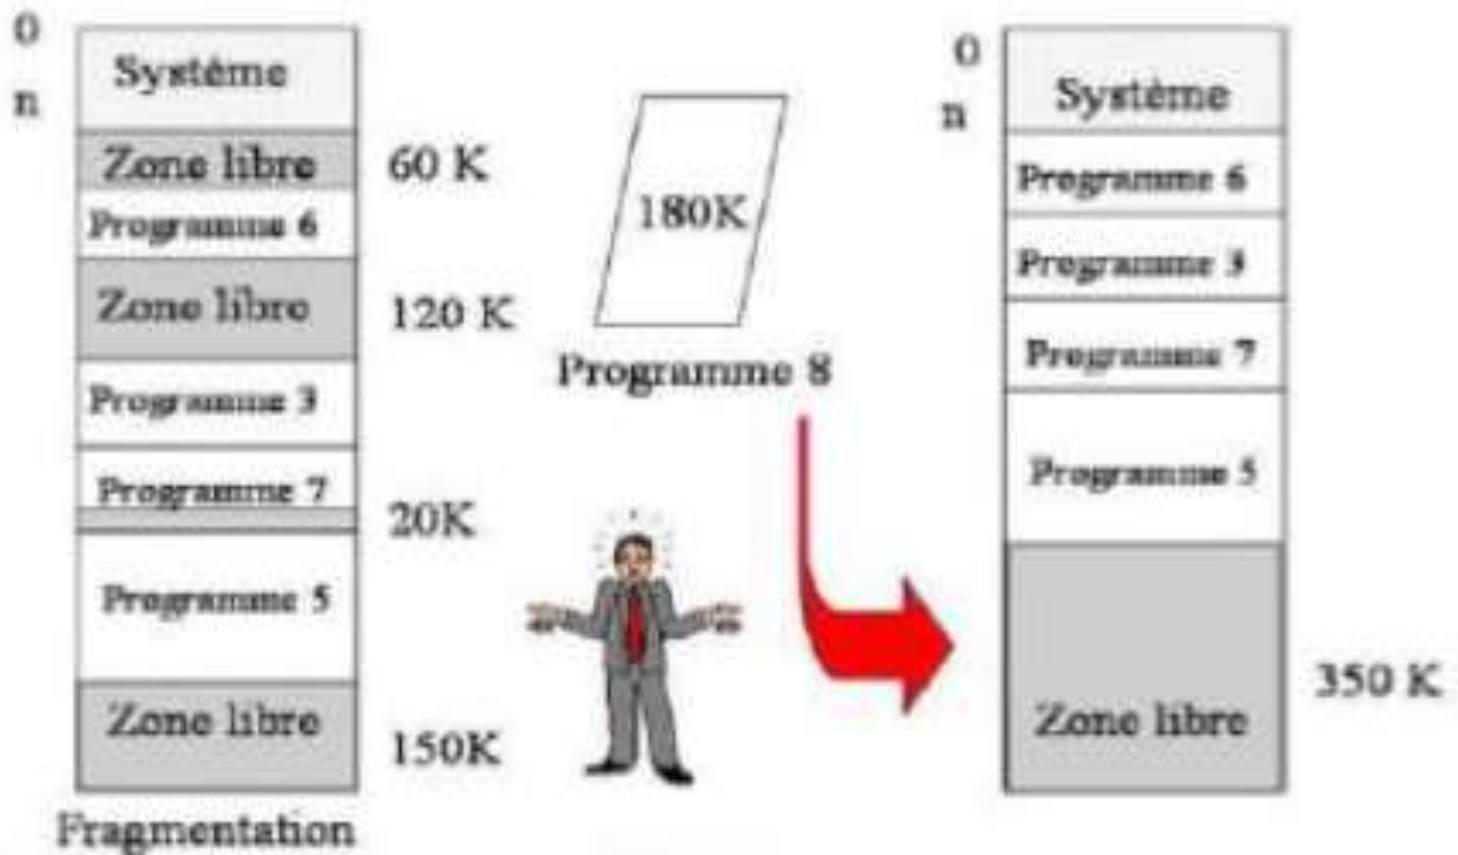 0
n
Système
Zone libre
60 K
Programme 6
Zone libre
120 K
Programme 3
Programme 7
20K
Programme 5
Zone libre
150K
Fragmentation
180K
Programme 8
0
n
Système
Programme 6
Programme 3
Programme 7
Programme 5
Zone libre
350 K